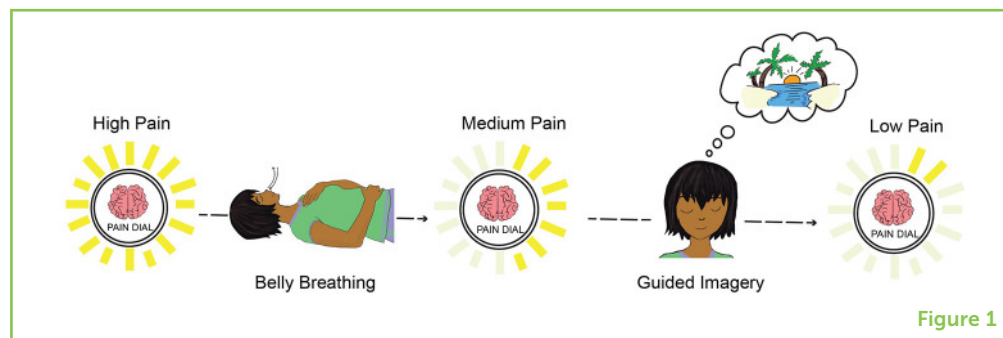 High Pain
PAIN DIAL
Belly Breathing
Medium Pain
PAIN DIAL
Guided Imagery
Low Pain
PAIN DIAL
Figure 1